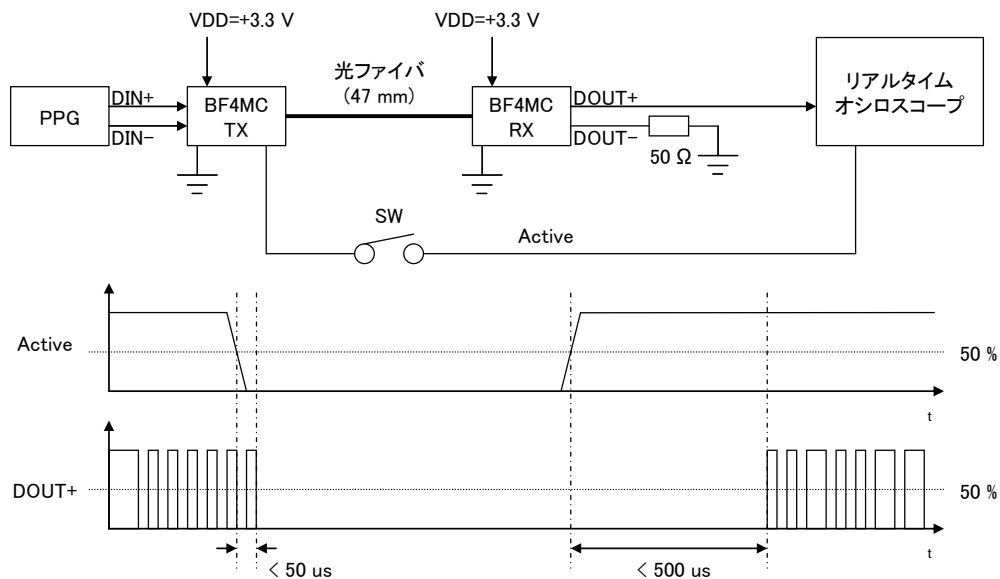 VDD=+3.3 V
VDD=+3.3 V
光ファイバ
(47 mm)
リアルタイム
オシロスコープ
PPG
DIN+
DIN-
BF4MC
TX
BF4MC
RX
DOUT+
DOUT-
50 Ω
SW
Active
Active
50 %
t
DOUT+
50 %
t
< 50 us
< 500 us